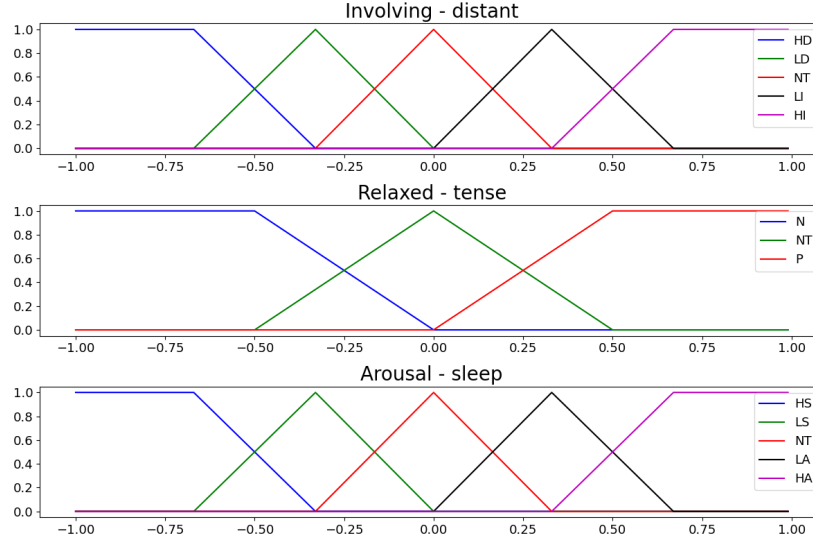 Involving - distant
1.0
0.8
0.6
0.4
0.2
0.0
HD
LD
NT
LI
HI
−1.00 −0.75 −0.50 −0.25 0.00 0.25 0.50 0.75 1.00
Relaxed - tense
1.0
0.8
0.6
0.4
0.2
0.0
N
NT
P
−1.00 −0.75 −0.50 −0.25 0.00 0.25 0.50 0.75 1.00
Arousal - sleep
1.0
0.8
0.6
0.4
0.2
0.0
HS
LS
NT
LA
HA
−1.00 −0.75 −0.50 −0.25 0.00 0.25 0.50 0.75 1.00